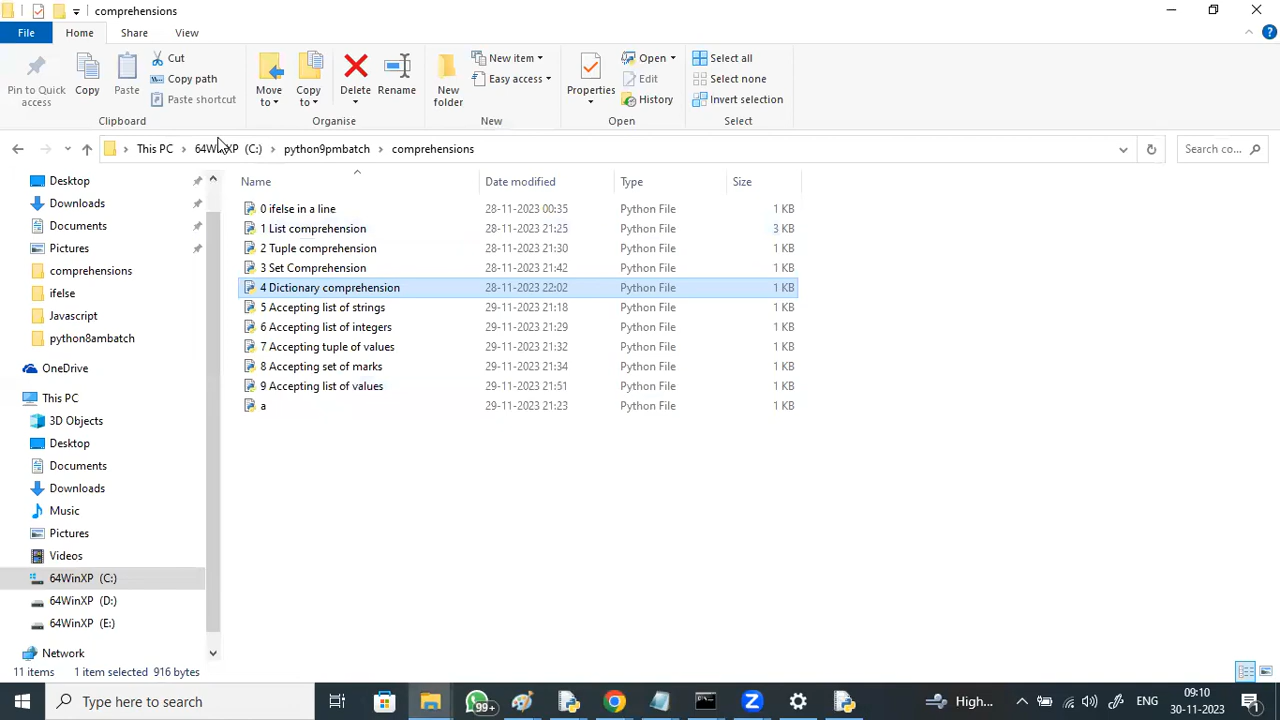 comprehensions
File Home Share View
Pin to Quick access
Copy
Paste
Cut
Copy path
Paste shortcut
Clipboard
Move to
Copy to
Delete
Rename
Organise
New folder
New item
Easy access
New
Properties
Open
Edit
History
Open
Select all
Select none
Invert selection
Select
This PC > 64WinXP (C:) > python9pmbatch > comprehensions
Search co...
Desktop
Downloads
Documents
Pictures
comprehensions
ifelse
Javascript
python8ambatch
OneDrive
This PC
3D Objects
Desktop
Documents
Downloads
Music
Pictures
Videos
64WinXP (C:)
64WinXP (D:)
64WinXP (E:)
Network
Name Date modified Type Size
0 ifelse in a line 28-11-2023 00:35 Python File 1 KB
1 List comprehension 28-11-2023 21:25 Python File 3 KB
2 Tuple comprehension 28-11-2023 21:30 Python File 1 KB
3 Set Comprehension 28-11-2023 21:42 Python File 1 KB
4 Dictionary comprehension 28-11-2023 22:02 Python File 1 KB
5 Accepting list of strings 29-11-2023 21:18 Python File 1 KB
6 Accepting list of integers 29-11-2023 21:29 Python File 1 KB
7 Accepting tuple of values 29-11-2023 21:32 Python File 1 KB
8 Accepting set of marks 29-11-2023 21:34 Python File 1 KB
9 Accepting list of values 29-11-2023 21:51 Python File 1 KB
a 29-11-2023 21:23 Python File 1 KB
11 items 1 item selected 916 bytes
Type here to search
99+
High...
ENG
09:10
30-11-2023
1